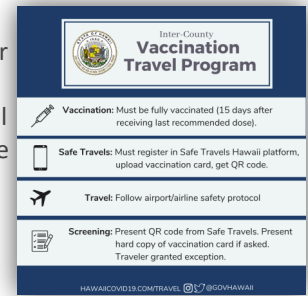 r
l
e
Inter-County
Vaccination
Travel Program
Vaccination: Must be fully vaccinated (15 days after
receiving last recommended dose).
Safe Travels: Must register in Safe Travels Hawaii platform,
upload vaccination card, get QR code.
Travel: Follow airport/airline safety protocol
Screening: Present QR code from Safe Travels. Present
hard copy of vaccination card if asked.
Traveler granted exception.
HAWAIICOVID19.COM/TRAVEL @GOVHAWAII